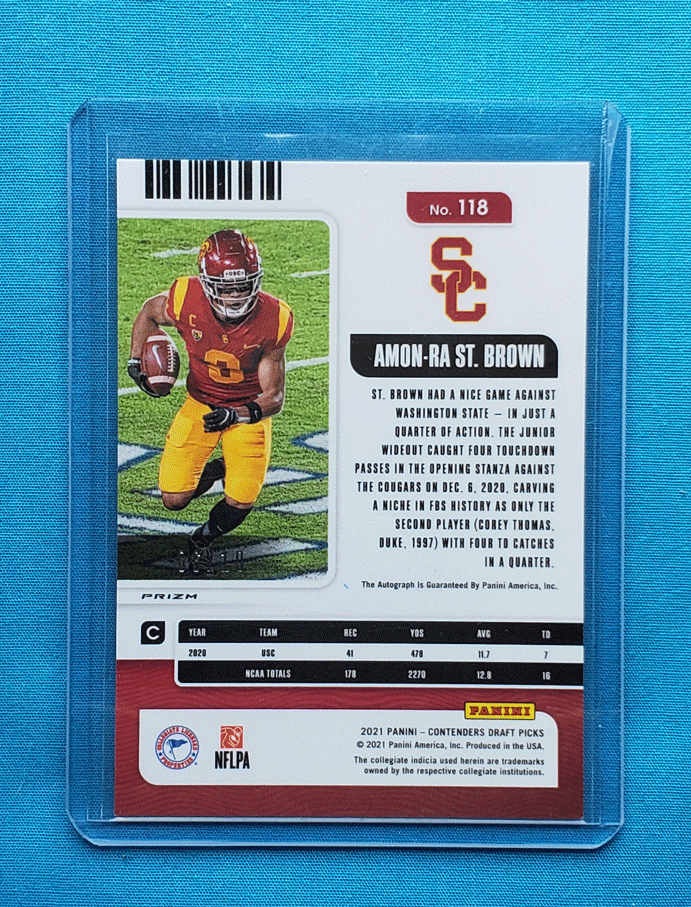 No. 118
SC
USC
C
3
AMON-RA ST. BROWN
ST. BROWN HAD A NICE GAME AGAINST
WASHINGTON STATE — IN JUST A
QUARTER OF ACTION. THE JUNIOR
WIDEOUT CAUGHT FOUR TOUCHDOWN
PASSES IN THE OPENING STANZA AGAINST
THE COUGARS ON DEC. 6, 2020, CARVING
A NICHE IN FBS HISTORY AS ONLY THE
SECOND PLAYER (COREY THOMAS,
DUKE, 1997) WITH FOUR TD CATCHES
IN A QUARTER.
The Autograph Is Guaranteed By Panini America, Inc.
PRIZM
C YEAR TEAM REC YDS AVG TD
2020 USC 41 478 11.7 7
NCAA TOTALS 178 2270 12.8 16
PANINI
2021 PANINI – CONTENDERS DRAFT PICKS
© 2021 Panini America, Inc. Produced in the USA.
The collegiate indicia used herein are trademarks
owned by the respective collegiate institutions.
COLLEGIATE LICENSED
PROPERTIES
NFLPA